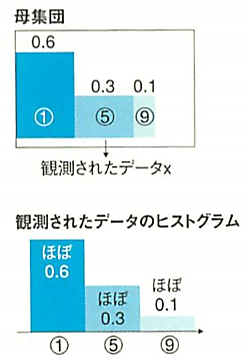 母集団
0.6
0.3 0.1
① ⑤ ⑨
観測されたデータx
観測されたデータのヒストグラム
ほぼ
0.6
ほぼ
0.3
ほぼ
0.1
① ⑤ ⑨